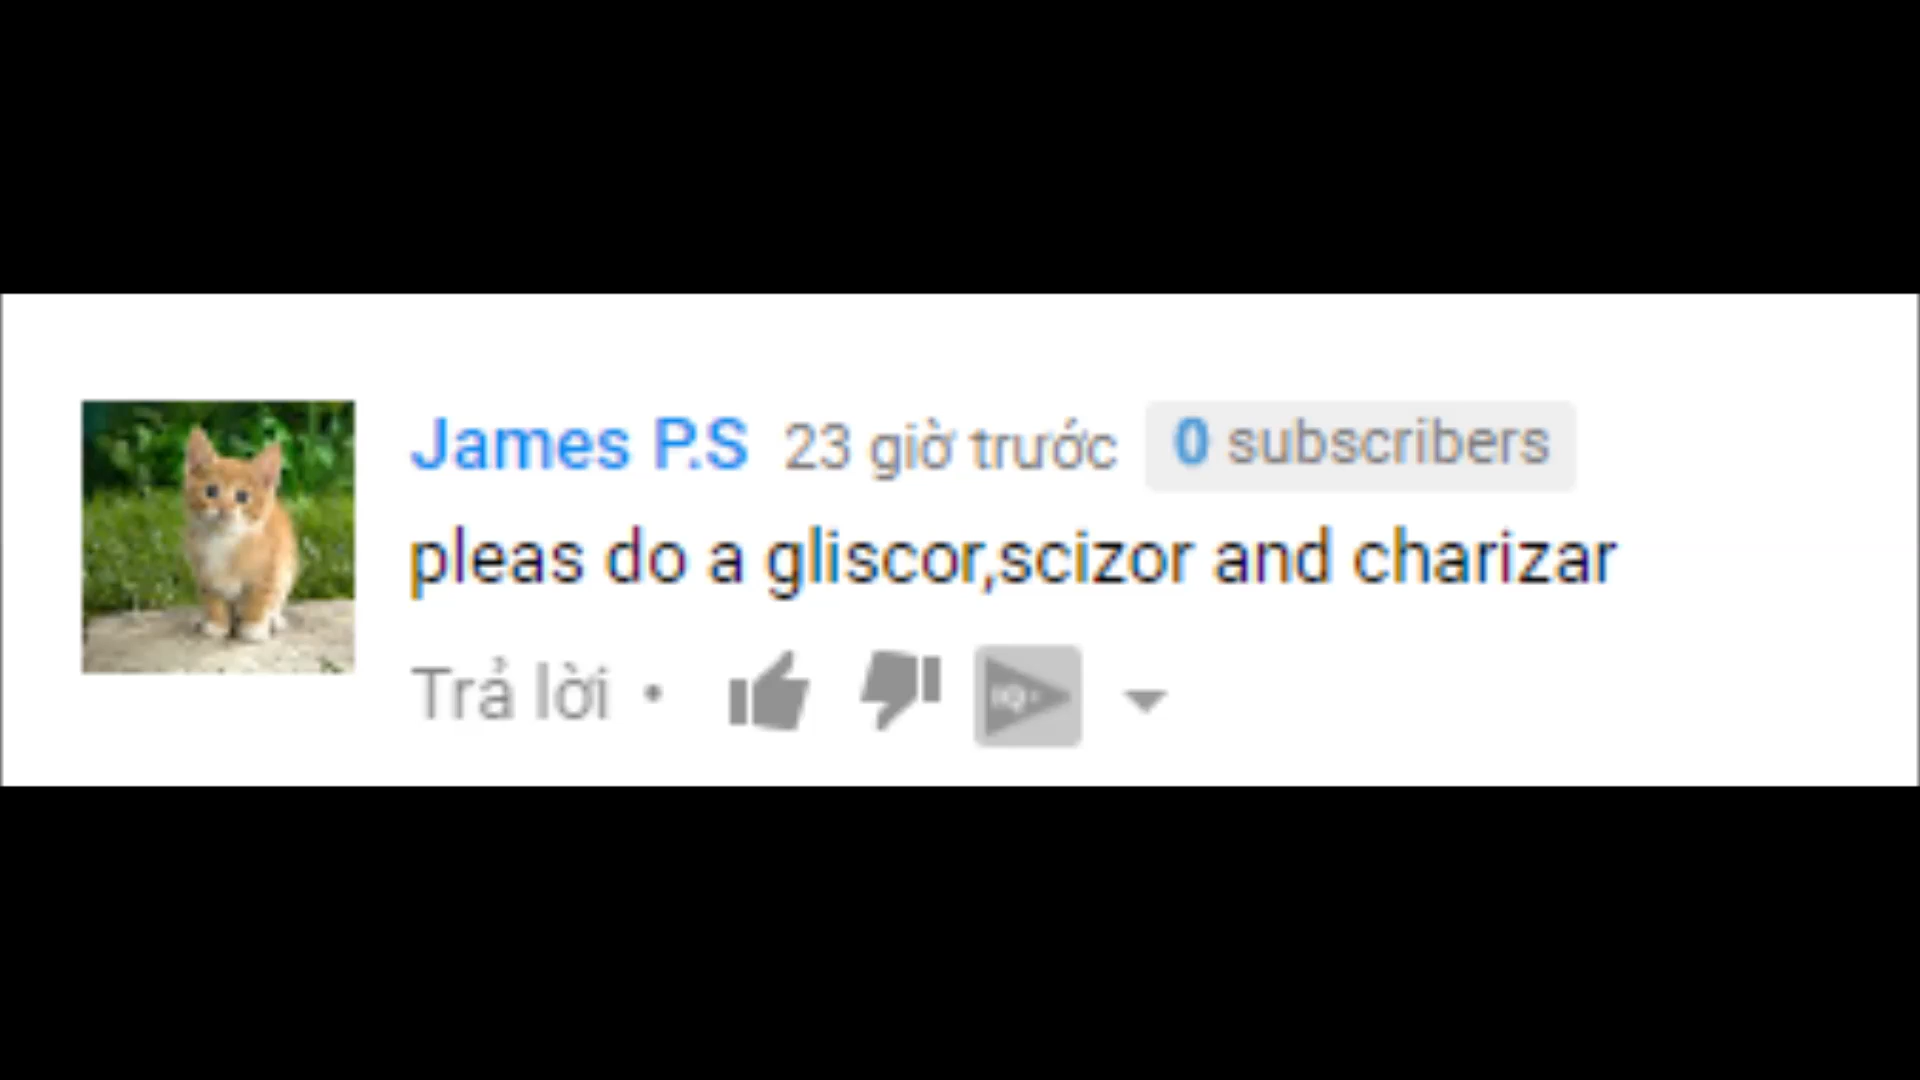 James P.S 23 giờ trước 0 subscribers
pleas do a gliscor,scizor and charizar
Trả lời •